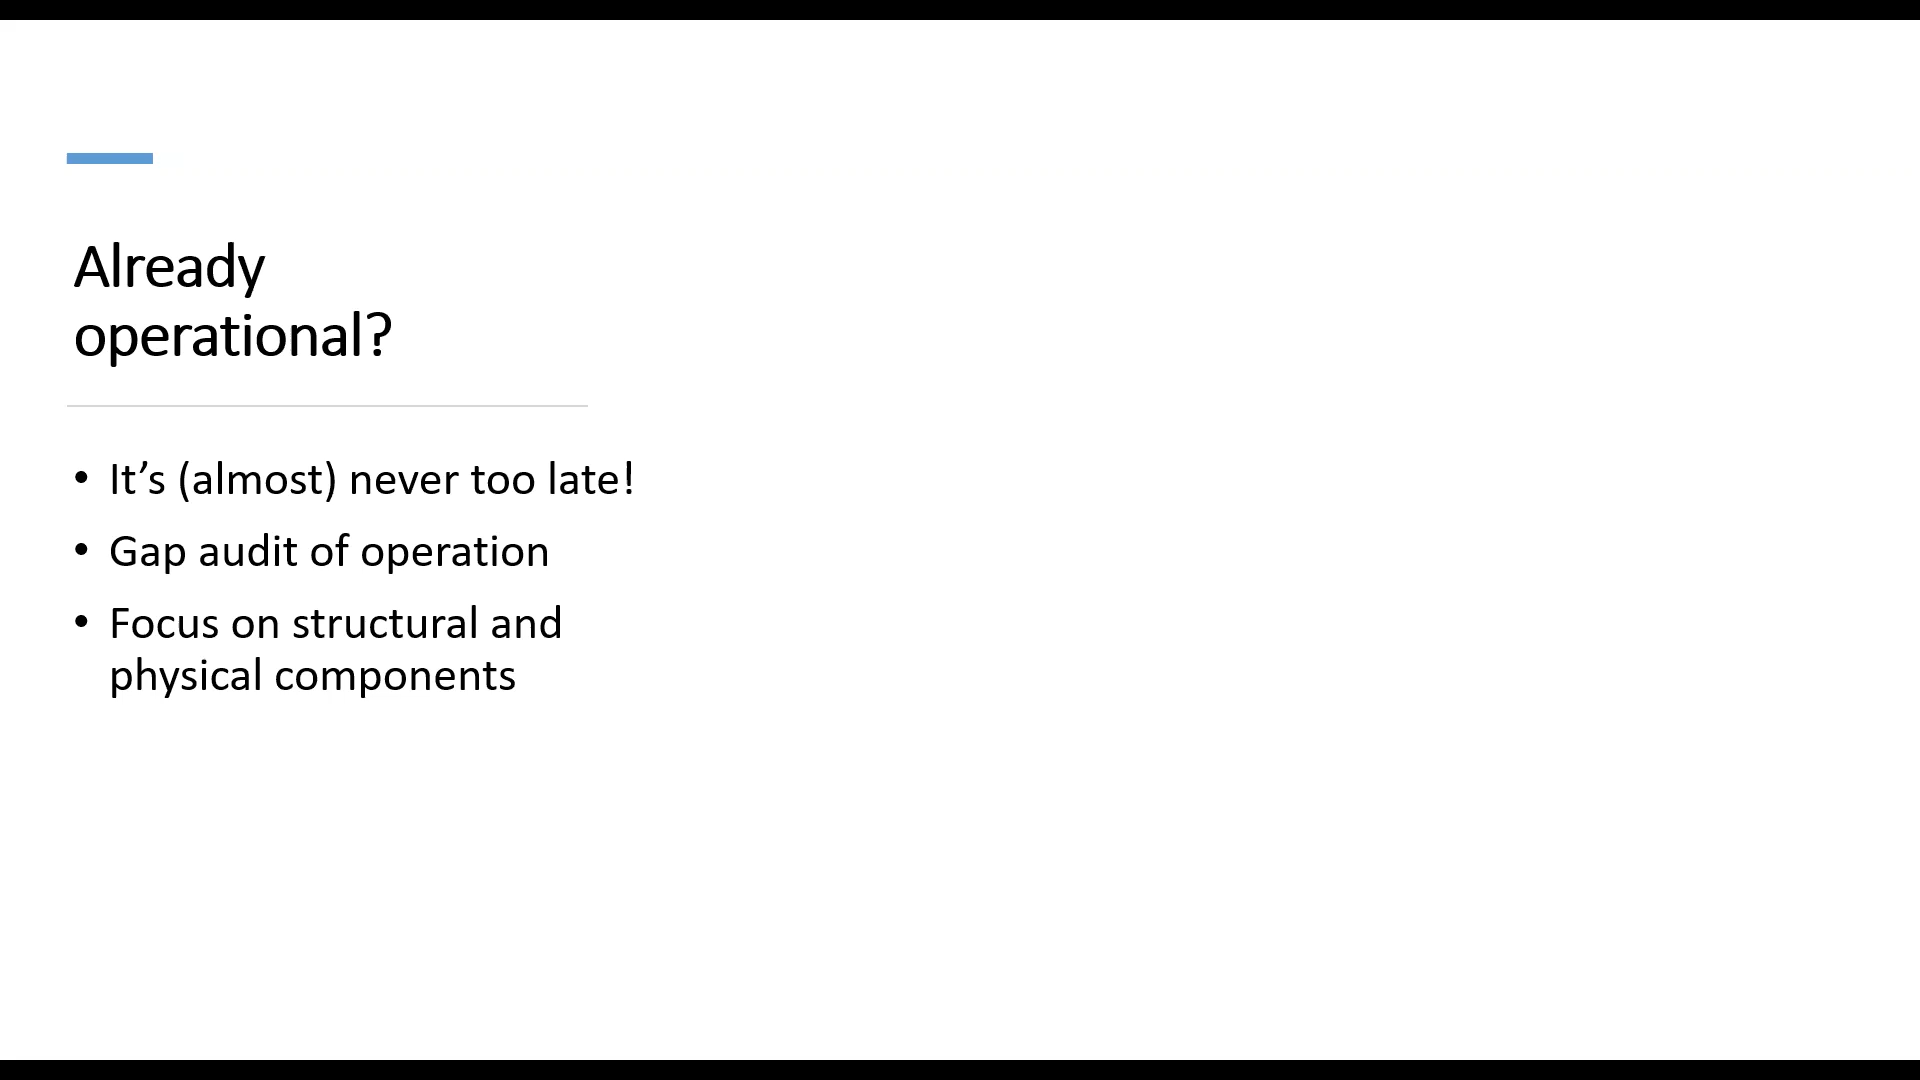 Already
operational?
• It’s (almost) never too late!
• Gap audit of operation
• Focus on structural and
physical components